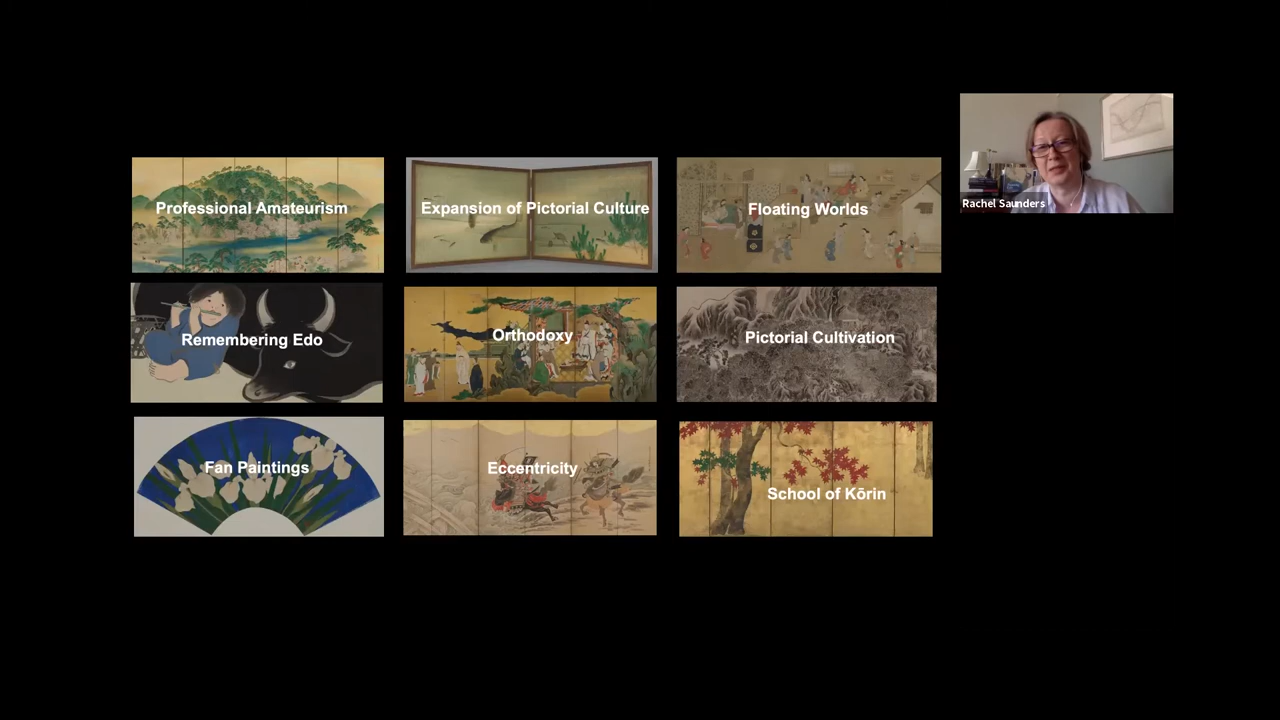 Professional Amateurism
Expansion of Pictorial Culture
Floating Worlds
Rachel Saunders
Remembering Edo
Orthodoxy
Pictorial Cultivation
Fan Paintings
Eccentricity
School of Kōrin